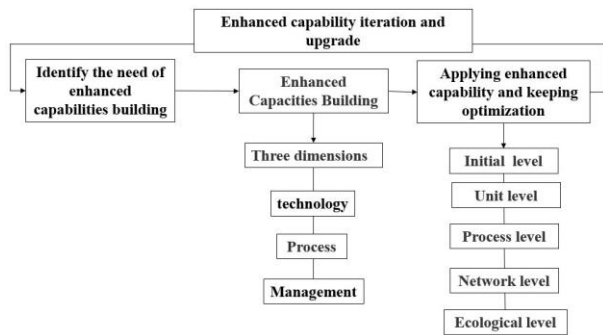 Enhanced capability iteration and
upgrade
Identify the need of
enhanced
capabilities building
Enhanced
Capacities Building
Applying enhanced
capability and keeping
optimization
Three dimensions
technology
Process
Management
Initial level
Unit level
Process level
Network level
Ecological level